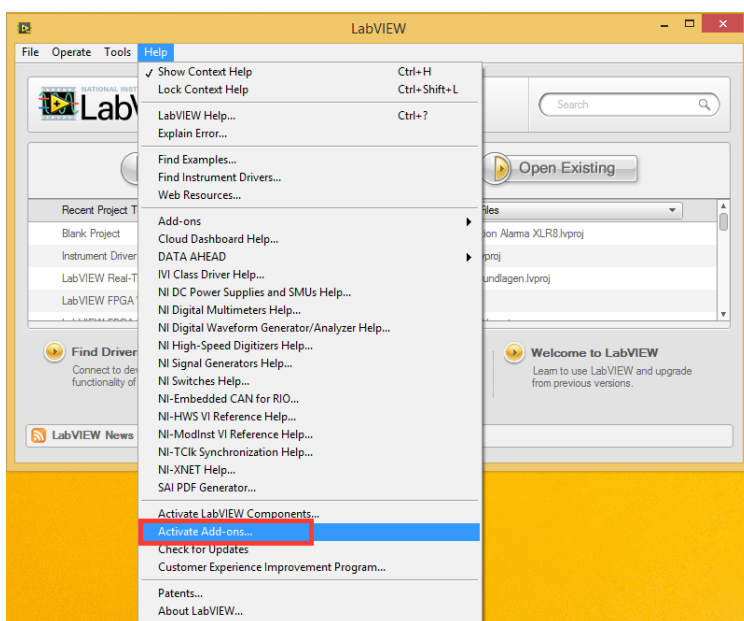 LabVIEW
File Operate Tools Help
✓ Show Context Help Ctrl+H
Lock Context Help Ctrl+Shift+L
LabVIEW Help... Ctrl+?
Explain Error...
Find Examples...
Find Instrument Drivers...
Web Resources...
Add-ons
Cloud Dashboard Help...
DATA AHEAD
IVI Class Driver Help...
NI DC Power Supplies and SMUs Help...
NI Digital Multimeters Help...
NI Digital Waveform Generator/Analyzer Help...
NI High-Speed Digitizers Help...
NI Signal Generators Help...
NI Switches Help...
NI-Embedded CAN for RIO...
NI-HWS VI Reference Help...
NI-ModInst VI Reference Help...
NI-TClk Synchronization Help...
NI-XNET Help...
SAI PDF Generator...
Activate LabVIEW Components...
Activate Add-ons...
Check for Updates
Customer Experience Improvement Program...
Patents...
About LabVIEW...
NATIONAL INST
LabV
Search
Open Existing
Recent Project T
Blank Project
Instrument Driver
LabVIEW Real-T
LabVIEW FPGA
Files
ion Alarma XLR8.lvproj
vproj
undlagen.lvproj
Find Driver
Connect to dev
functionality of
Welcome to LabVIEW
Learn to use LabVIEW and upgrade
from previous versions.
LabVIEW News